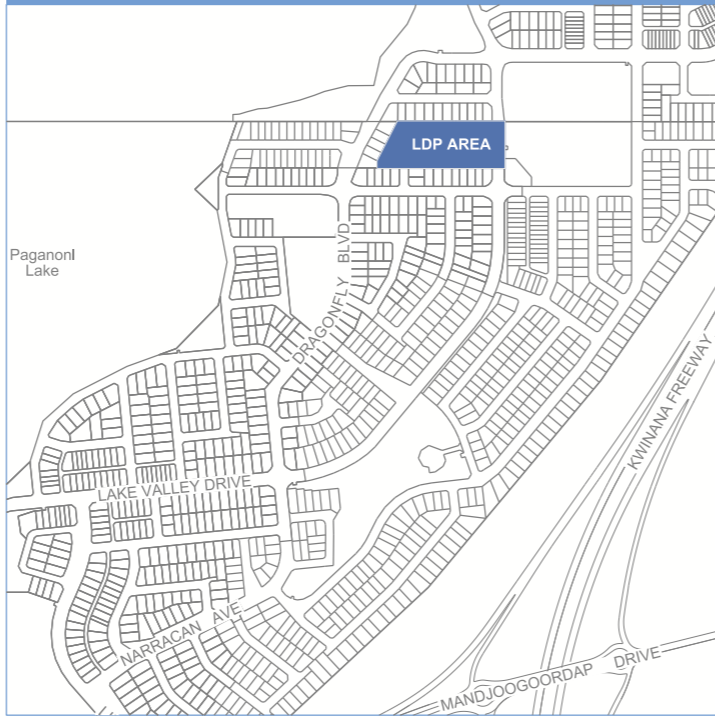 LDP AREA
Paganoni
Lake
DRAGONFLY BLVD
KWINANA FREEWAY
LAKE VALLEY DRIVE
NARRACAN AVE
MANDJOOGOORDAP DRIVE